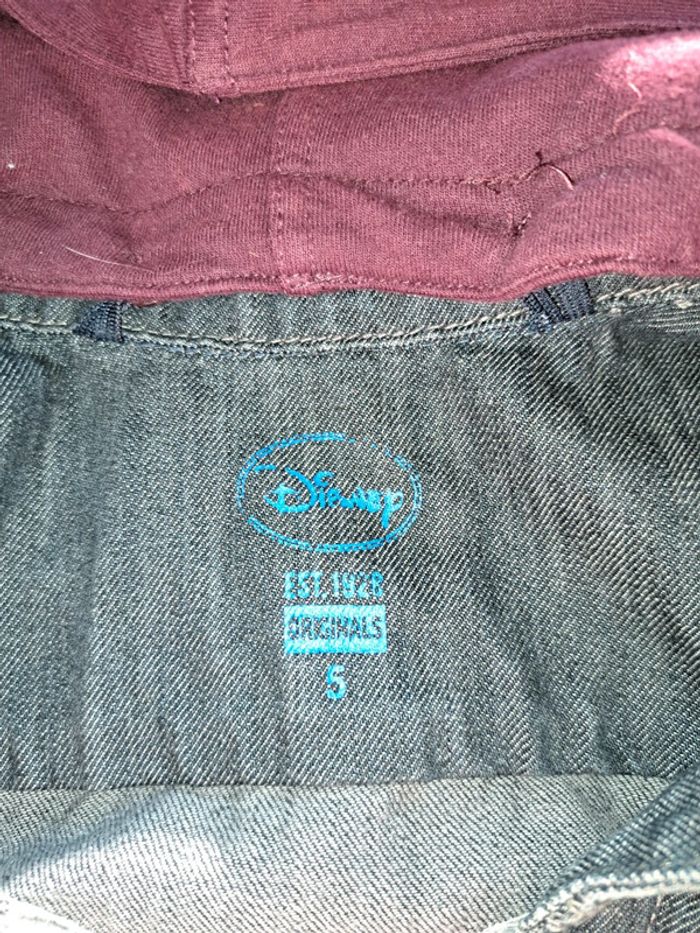 Disney
EST. 1928
ORIGINALS
5